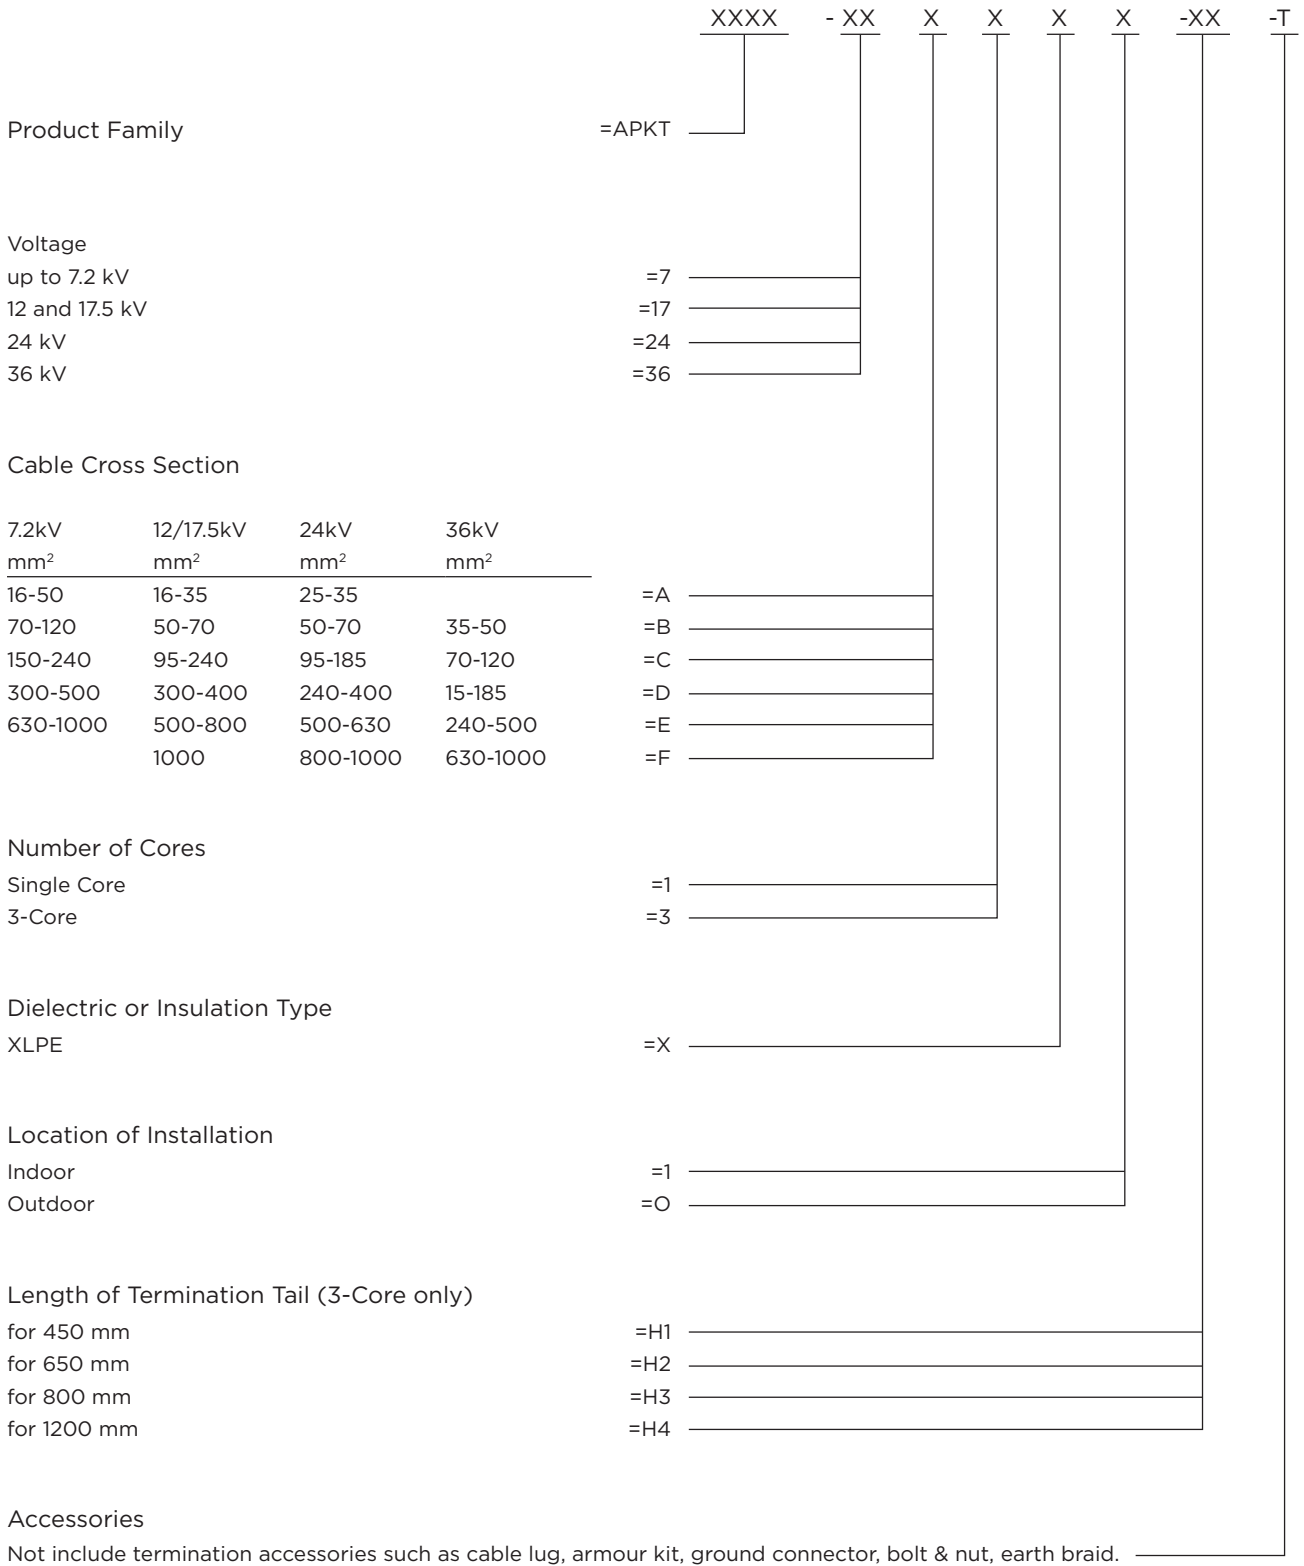 XXXX - XX X X X X -XX -T
Product Family =APKT
Voltage
up to 7.2 kV =7
12 and 17.5 kV =17
24 kV =24
36 kV =36
Cable Cross Section
7.2kV 12/17.5kV 24kV 36kV
mm² mm² mm² mm²
16-50 16-35 25-35 =A
70-120 50-70 50-70 35-50 =B
150-240 95-240 95-185 70-120 =C
300-500 300-400 240-400 15-185 =D
630-1000 500-800 500-630 240-500 =E
1000 800-1000 630-1000 =F
Number of Cores
Single Core =1
3-Core =3
Dielectric or Insulation Type
XLPE =X
Location of Installation
Indoor =1
Outdoor =O
Length of Termination Tail (3-Core only)
for 450 mm =H1
for 650 mm =H2
for 800 mm =H3
for 1200 mm =H4
Accessories
Not include termination accessories such as cable lug, armour kit, ground connector, bolt & nut, earth braid.